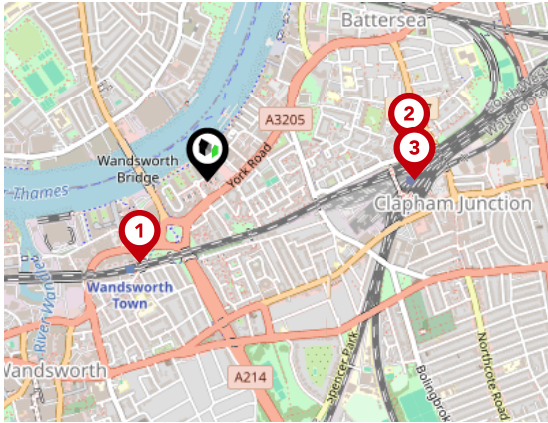 Battersea
2
A3205
3
Wandsworth
Bridge
York Road
Thames
Clapham Junction
1
Wandsworth
Town
River Wandle
Wandsworth
A214
Spencer Park
Northcote Road